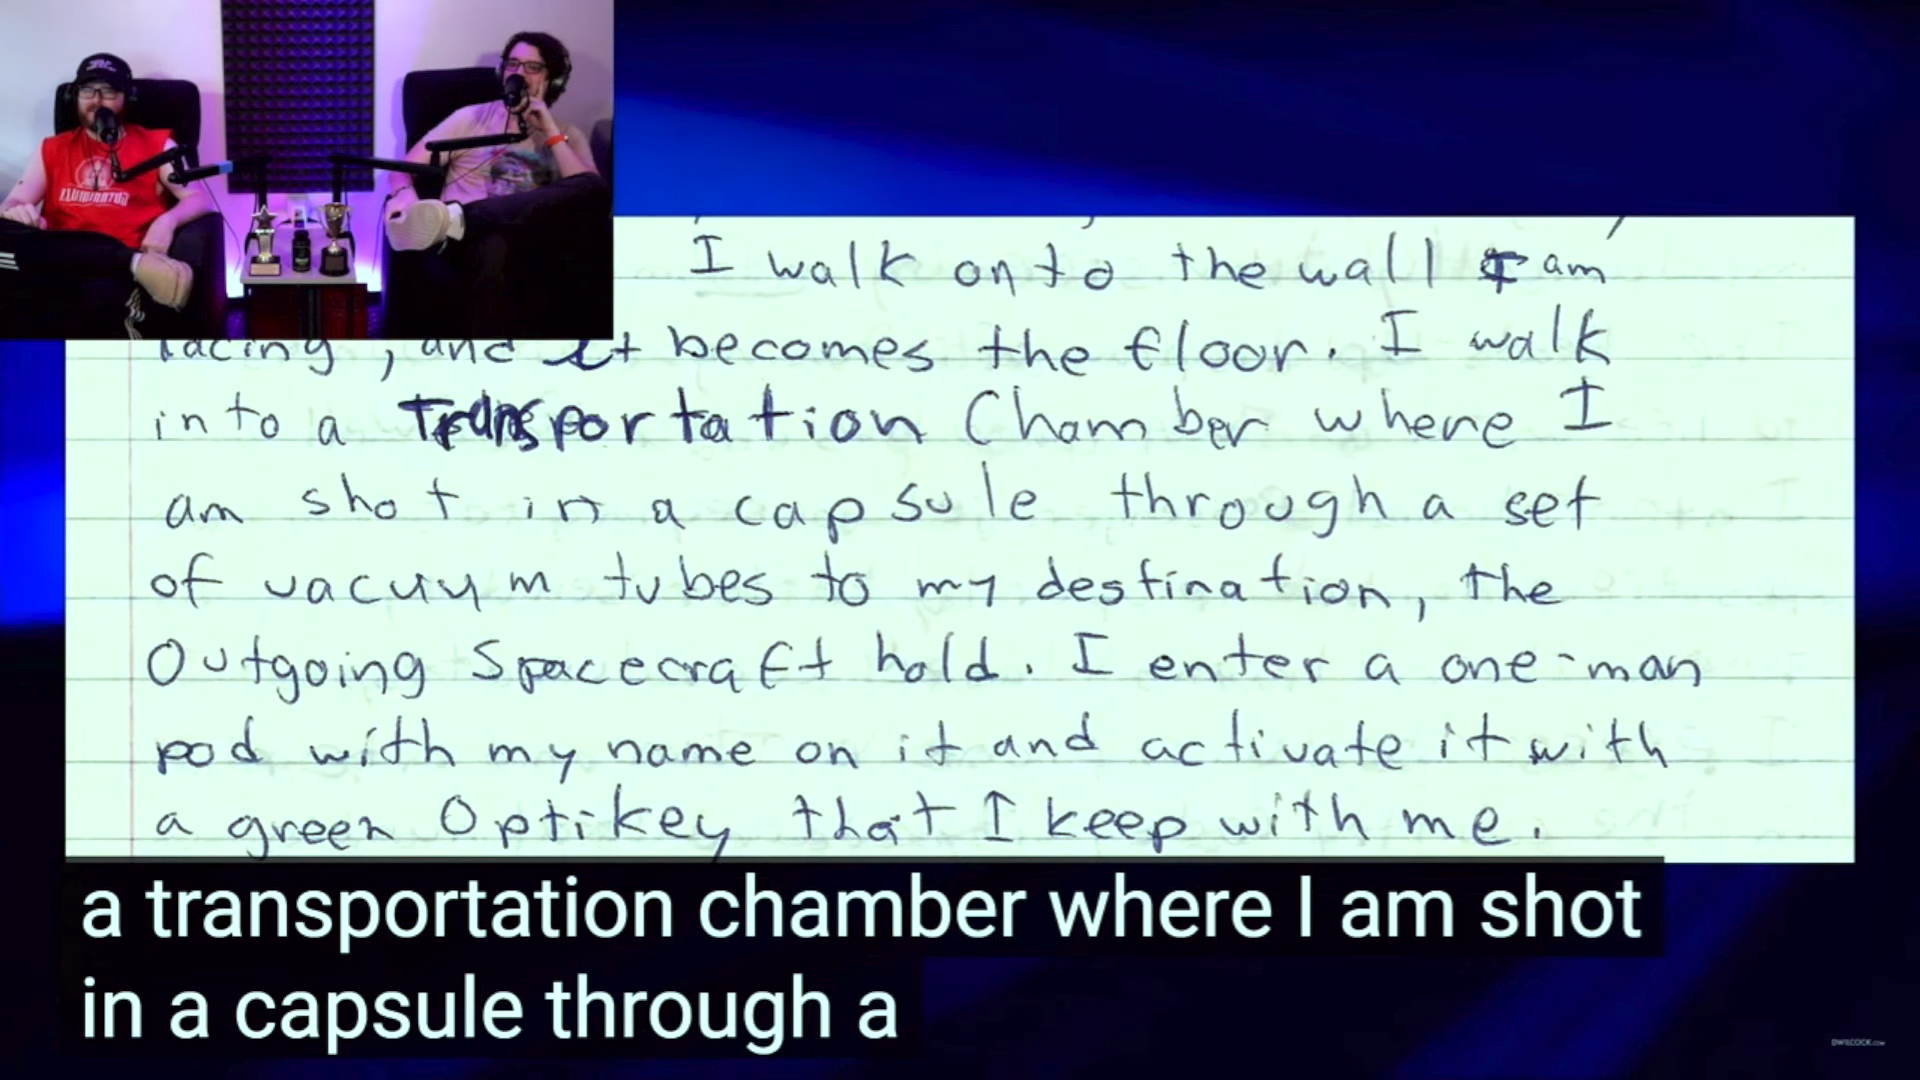 I walk onto the wall I am
facing, and it becomes the floor. I walk
into a Transportation Chamber where I
am shot in a capsule through a set
of vacuum tubes to my destination, the
Outgoing Spacecraft hold. I enter a one-man
pod with my name on it and activate it with
a green Optikey that I keep with me.
a transportation chamber where I am shot
in a capsule through a
DWILCOCK.COM